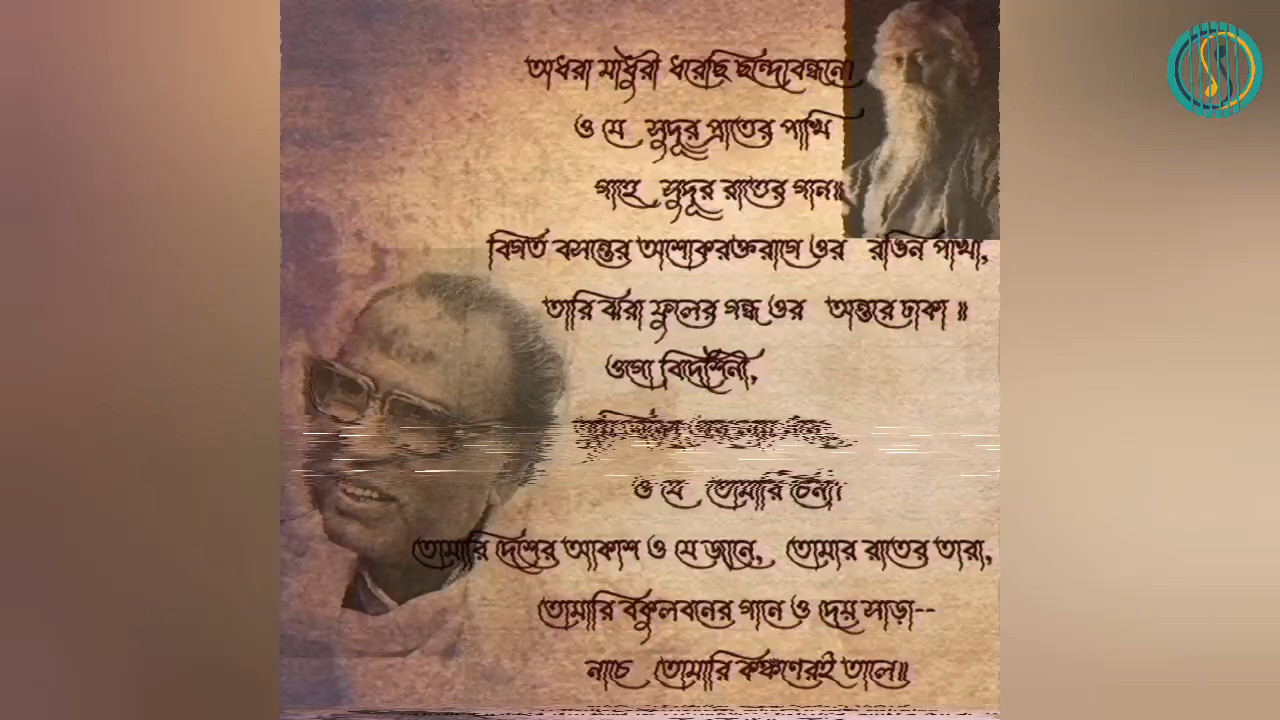 অধরা মাধুরী ধরেছি ছন্দোবন্ধনে।
ও যে সুদূর প্রাতের পাখি
গাহে সুদূর রাতের গান॥
বিগত বসন্তের অশোকরক্তরাগে ওর রঙিন পাখা,
তারি ঝরা ফুলের গন্ধ ওর অন্তরে ঢাকা ॥
ওগো বিদেশিনী,
ও যে তোমারি চেনা।
তোমারি দেশের আকাশ ও যে জানে, তোমার রাতের তারা,
তোমারি বকুলবনের গানে ও দেয় সাড়া--
নাচে তোমারি কঙ্কণেরই তালে॥